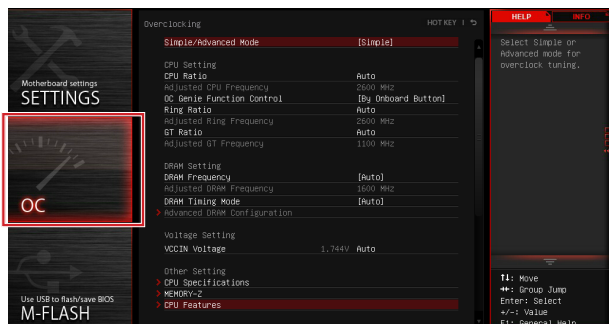 Overclocking HOT KEY
Simple/Advanced Mode [Simple]
CPU Setting
CPU Ratio Auto
Adjusted CPU Frequency 2600 MHz
OC Genie Function Control [By Onboard Button]
Ring Ratio Auto
Adjusted Ring Frequency 2600 MHz
GT Ratio Auto
Adjusted GT Frequency 1100 MHz
DRAM Setting
DRAM Frequency [Auto]
Adjusted DRAM Frequency 1600 MHz
DRAM Timing Mode [Auto]
> Advanced DRAM Configuration
Voltage Setting
VCCIN Voltage 1.744V Auto
Other Setting
> CPU Specifications
> MEMORY-Z
> CPU Features
Motherboard settings
SETTINGS
OC
Use USB to flash/save BIOS
M-FLASH
HELP INFO
Select Simple or
Advanced mode for
overclock tuning.
↑↓: Move
: Group Jump
Enter: Select
+/-: Value
F1: General Help